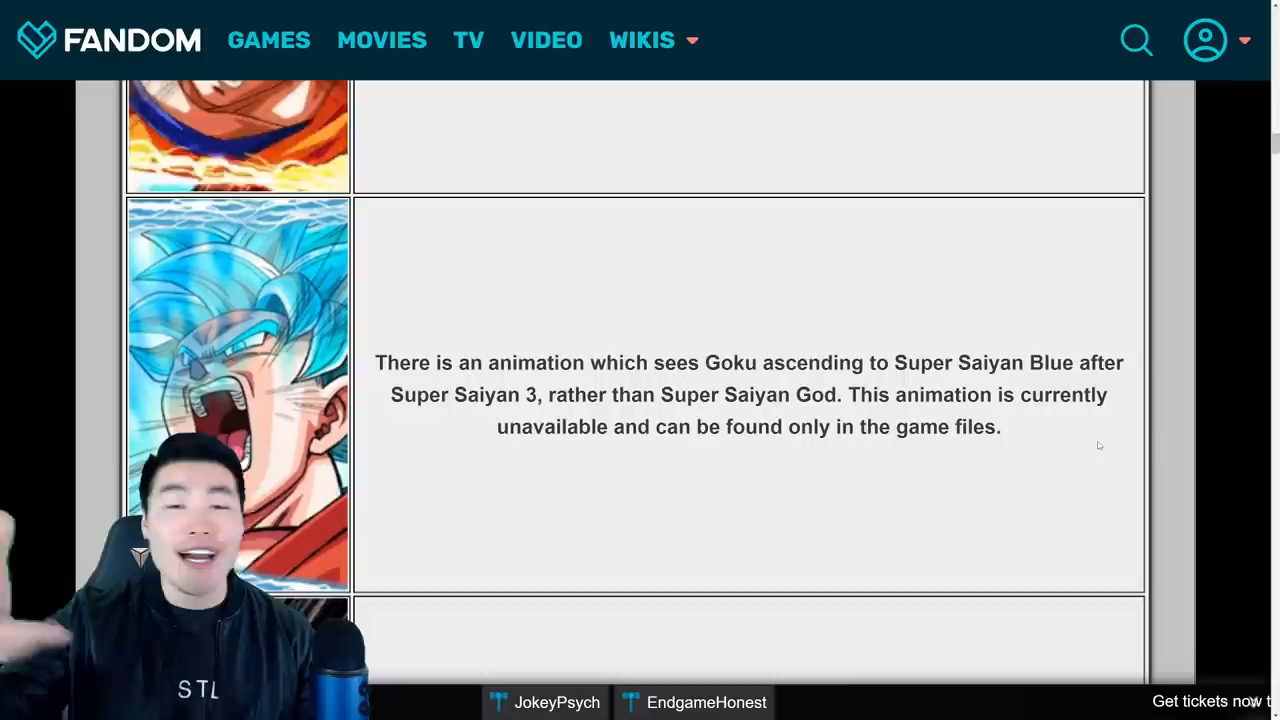 FANDOM GAMES MOVIES TV VIDEO WIKIS
There is an animation which sees Goku ascending to Super Saiyan Blue after
Super Saiyan 3, rather than Super Saiyan God. This animation is currently
unavailable and can be found only in the game files.
STL
JokeyPsych EndgameHonest Get tickets now t